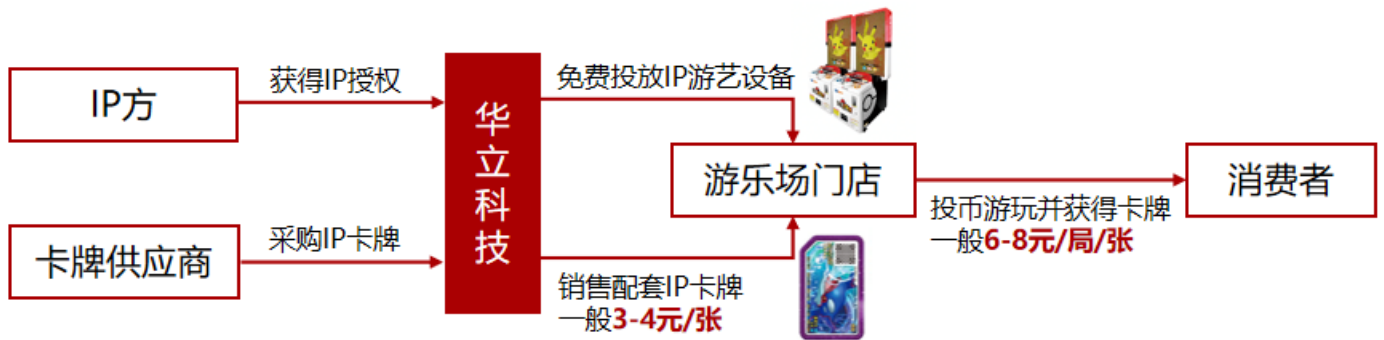 IP方
获得IP授权
卡牌供应商
采购IP卡牌
华
立
科
技
免费投放IP游艺设备
销售配套IP卡牌
一般3-4元/张
游乐场门店
投币游玩并获得卡牌
一般6-8元/局/张
消费者